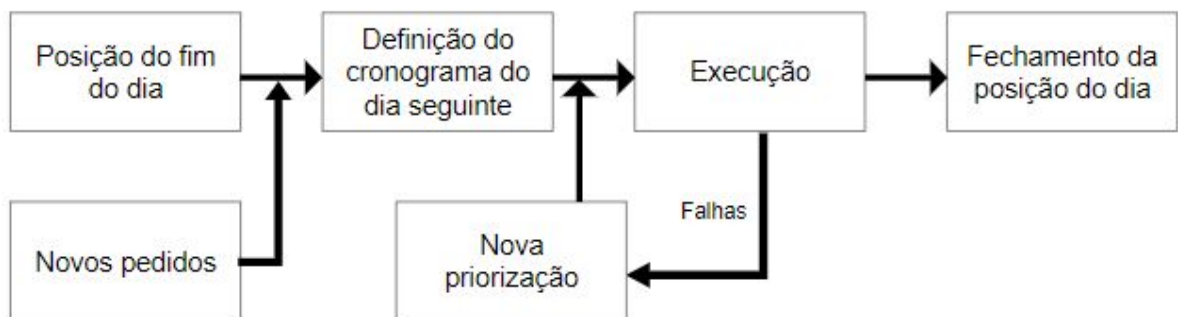 Posição do fim
do dia
Definição do
cronograma do
dia seguinte
Execução
Fechamento da
posição do dia
Novos pedidos
Nova
priorização
Falhas